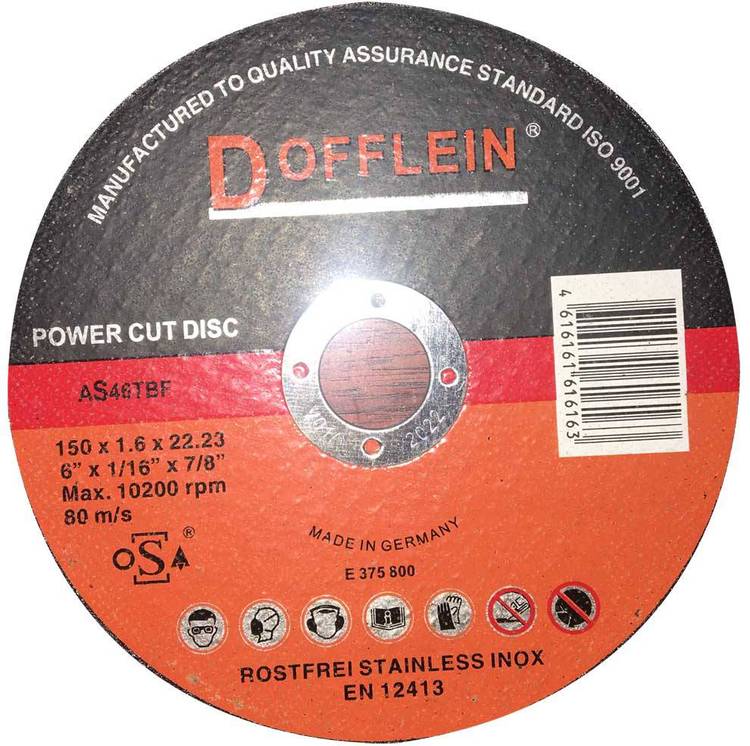 MANUFACTURED TO QUALITY ASSURANCE STANDARD ISO 9001
DOFFLEIN®
POWER CUT DISC
4 616161 616163
AS46TBF
150 x 1.6 x 22.23
6” x 1/16” x 7/8”
Max. 10200 rpm
80 m/s
oSA®
2022
MADE IN GERMANY
E 375 800
ROSTFREI STAINLESS INOX
EN 12413